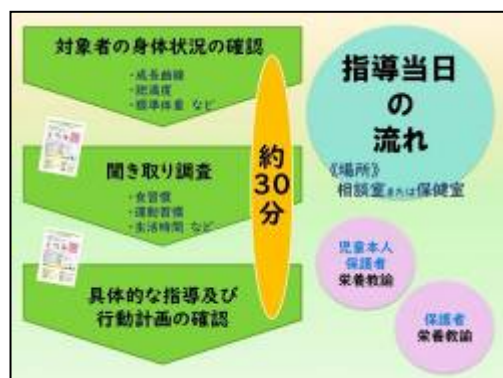 対象者の身体状況の確認
・成長曲線
・肥満度
・標準体重 など
聞き取り調査
・食習慣
・運動習慣
・生活時間 など
具体的な指導及び
行動計画の確認
約30分
指導当日
の
流れ
《場所》
相談室または保健室
児童本人
保護者
栄養教諭
保護者
栄養教諭